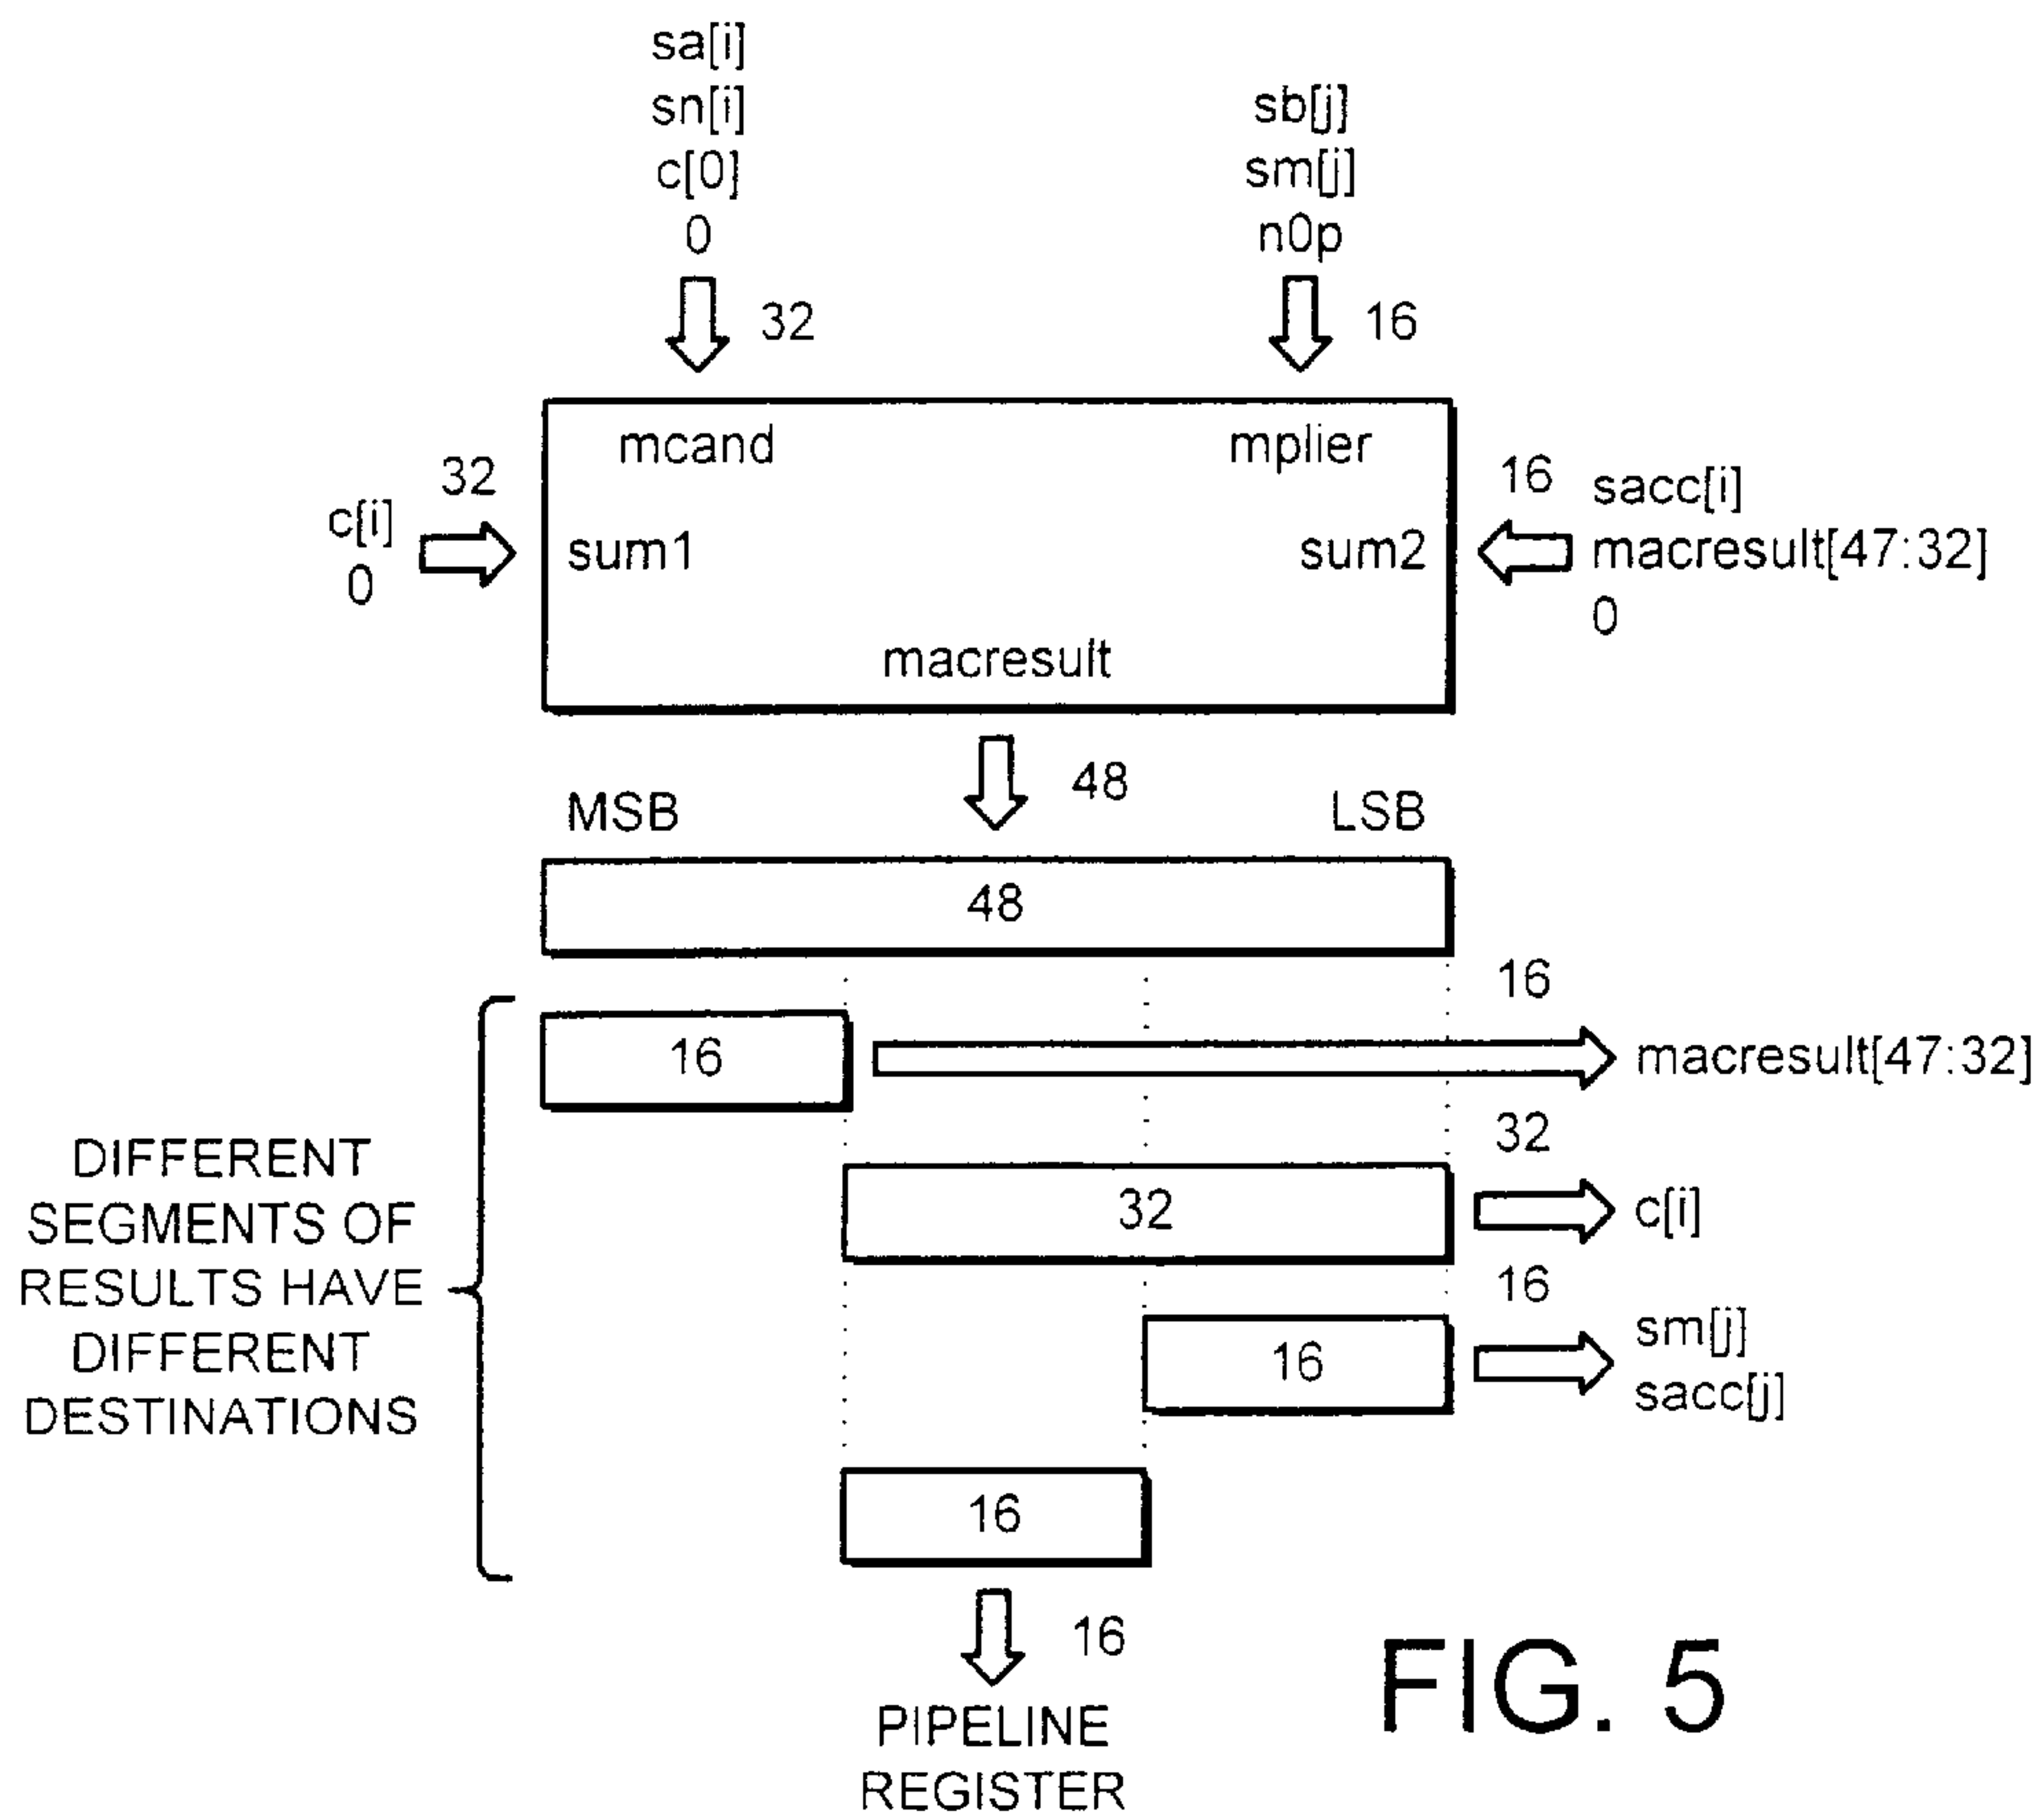 sa[i]
sn[i]
c[0]
0
32
sb[j]
sm[j]
n0p
16
mcand
mplier
32
c[i]
0
sum1
sum2
16
sacc[i]
macresult[47:32]
0
macresult
48
MSB
LSB
48
16
16
macresult[47:32]
32
32
c[i]
16
16
sm[j]
sacc[j]
DIFFERENT
SEGMENTS OF
RESULTS HAVE
DIFFERENT
DESTINATIONS
16
16
PIPELINE
REGISTER
FIG. 5